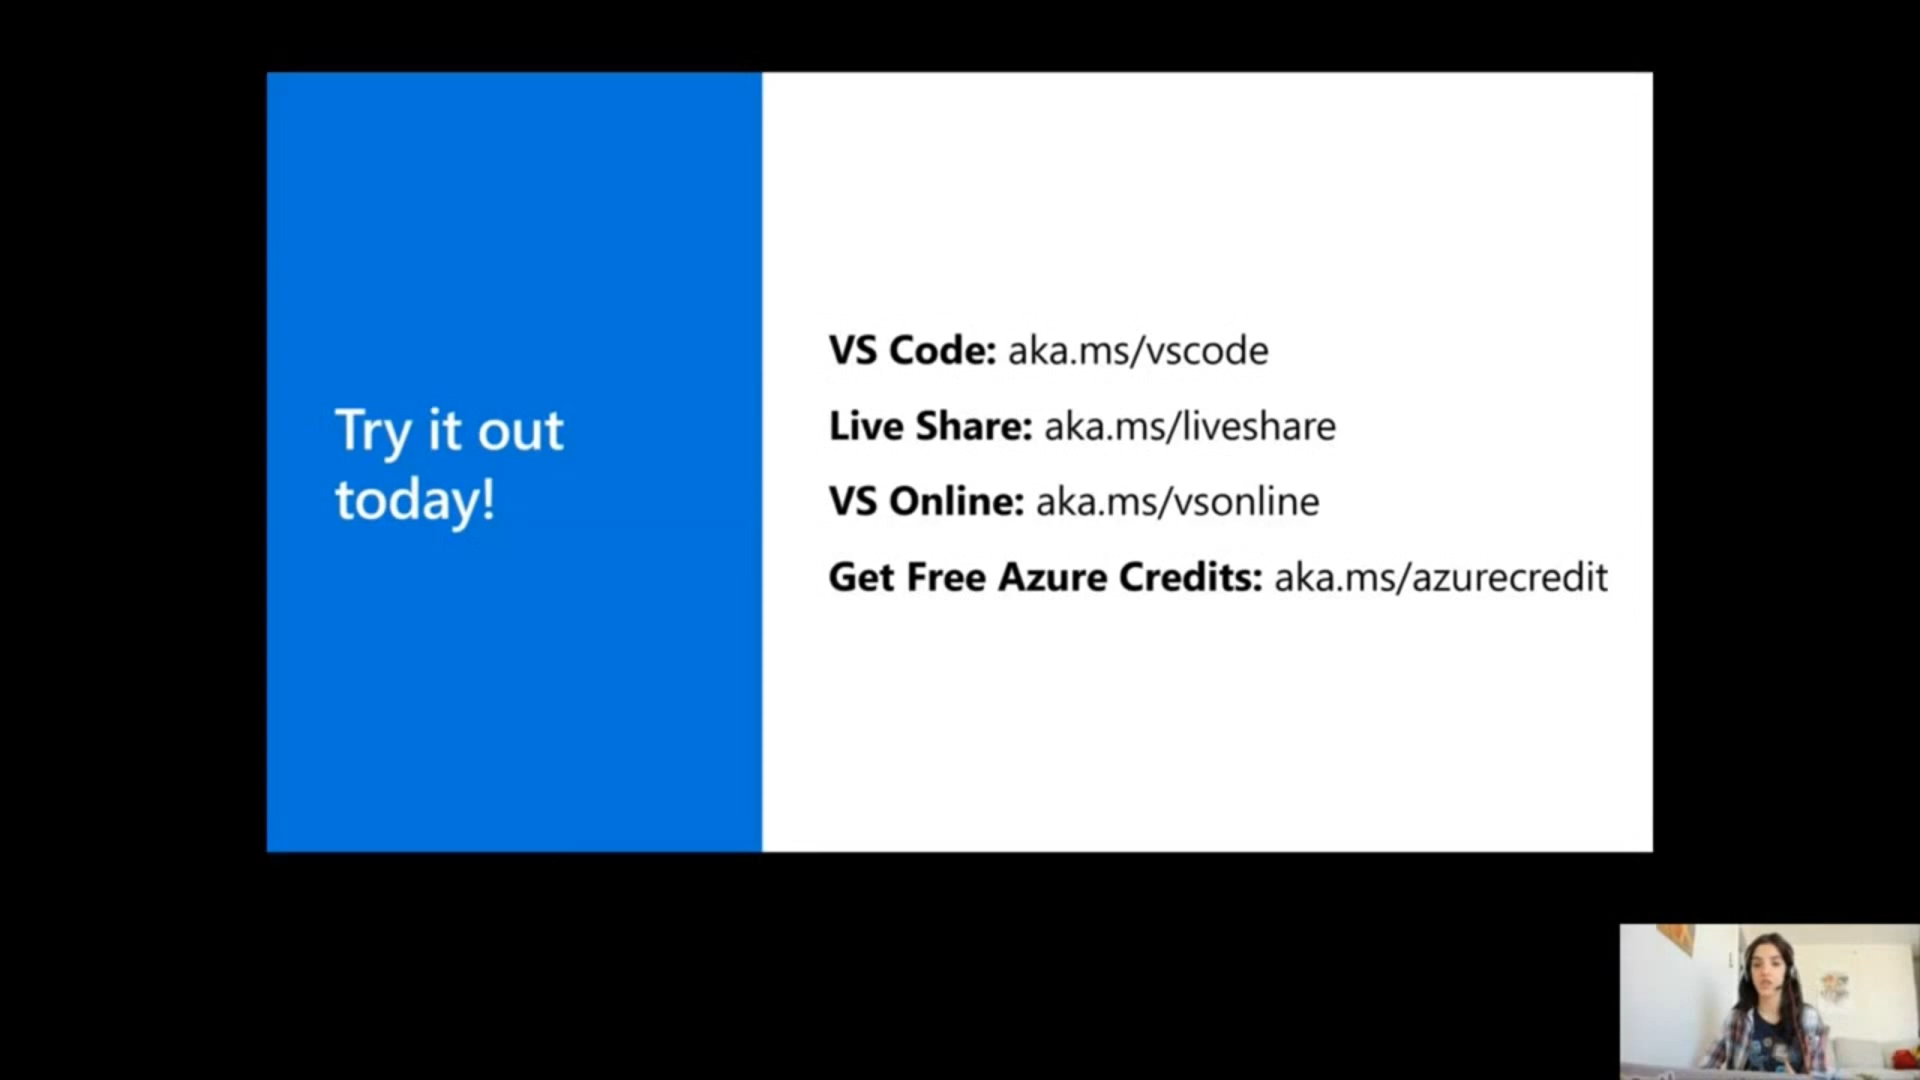 Try it out
today!
VS Code: aka.ms/vscode
Live Share: aka.ms/liveshare
VS Online: aka.ms/vsonline
Get Free Azure Credits: aka.ms/azurecredit